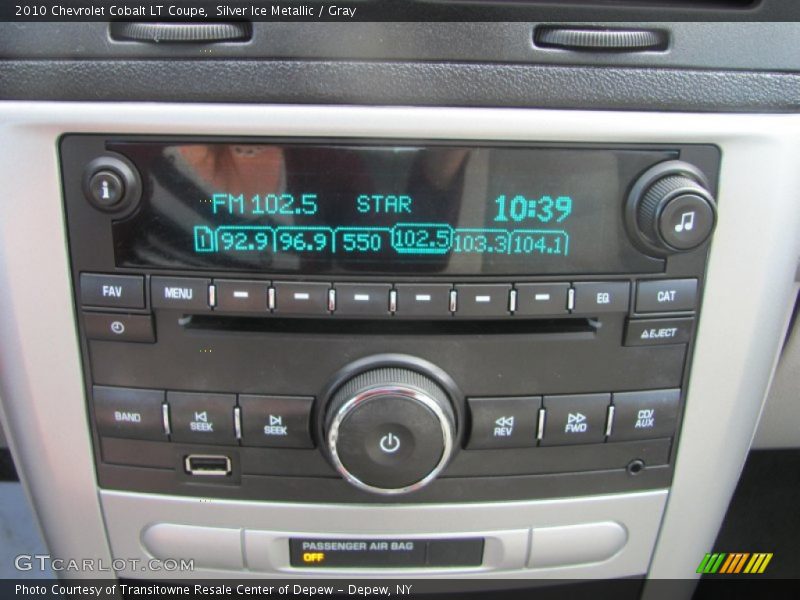 2010 Chevrolet Cobalt LT Coupe,  Silver Ice Metallic / Gray
i
FM 102.5 STAR 10:39
1 92.9 96.9 550 102.5 103.3 104.1
FAV MENU EQ CAT
EJECT
BAND SEEK SEEK REV FWD CD/AUX
PASSENGER AIR BAG
OFF
GTCARLOT.COM
Photo Courtesy of Transitowne Resale Center of Depew – Depew, NY